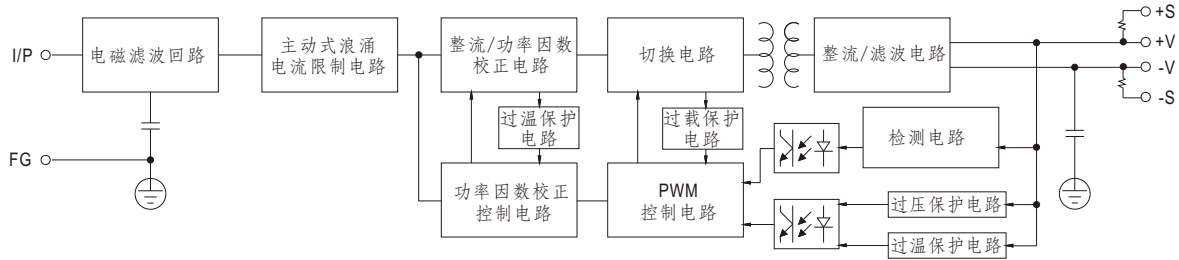 I/P
电磁滤波回路
主动式浪涌
电流限制电路
整流/功率因数
校正电路
切换电路
整流/滤波电路
+S
+V
-V
-S
过温保护
电路
过载保护
电路
检测电路
FG
功率因数校正
控制电路
PWM
控制电路
过压保护电路
过温保护电路